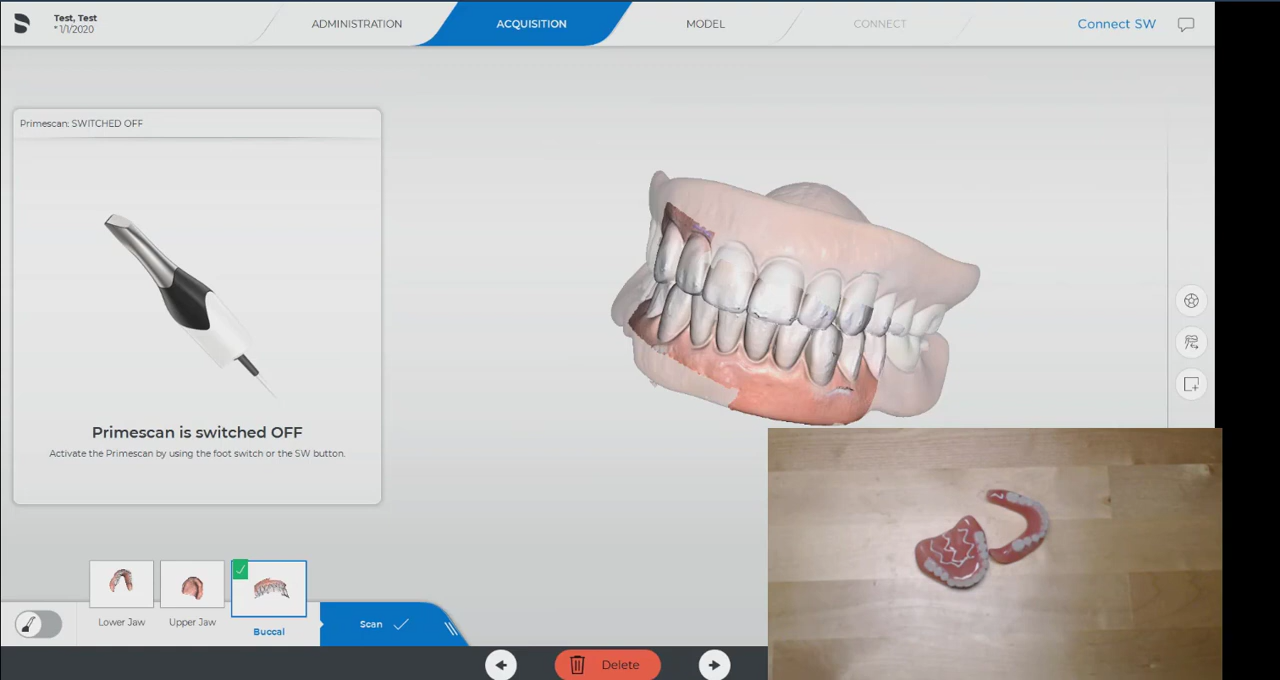 Test, Test
* 1/1/2020
ADMINISTRATION
ACQUISITION
MODEL
CONNECT
Connect SW
Primescan: SWITCHED OFF
Primescan is switched OFF
Activate the Primescan by using the foot switch or the SW button.
Lower Jaw
Upper Jaw
Buccal
Scan
Delete